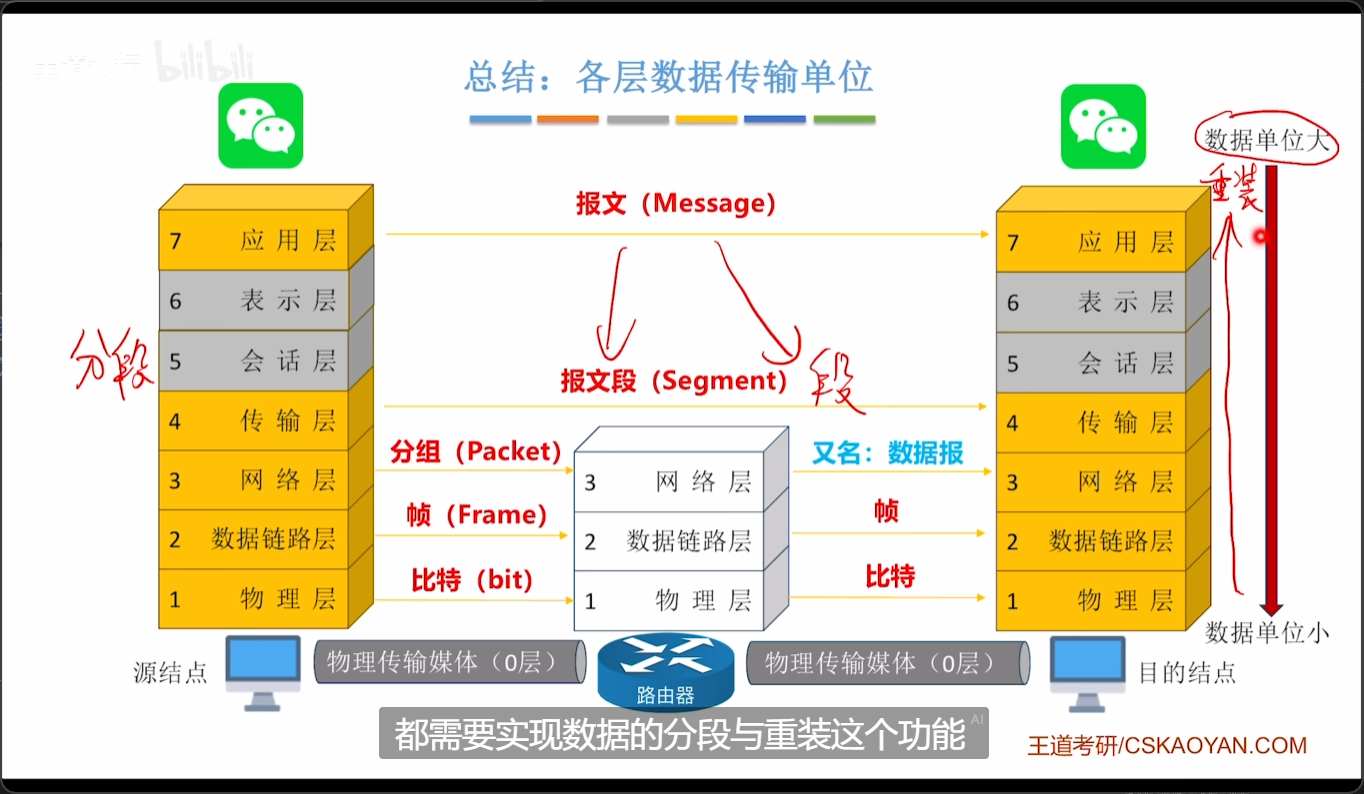 bilibili
总结：各层数据传输单位
数据单位大
重装
报文（Message）
7 应用层
6 表示层
5 会话层
4 传输层
3 网络层
2 数据链路层
1 物理层
分段
报文段（Segment）
段
分组（Packet）
又名：数据报
帧（Frame）
帧
比特（bit）
比特
3 网络层
2 数据链路层
1 物理层
7 应用层
6 表示层
5 会话层
4 传输层
3 网络层
2 数据链路层
1 物理层
数据单位小
源结点
物理传输媒体（0层）
路由器
物理传输媒体（0层）
目的结点
都需要实现数据的分段与重装这个功能
AI
王道考研/CSKAOYAN.COM